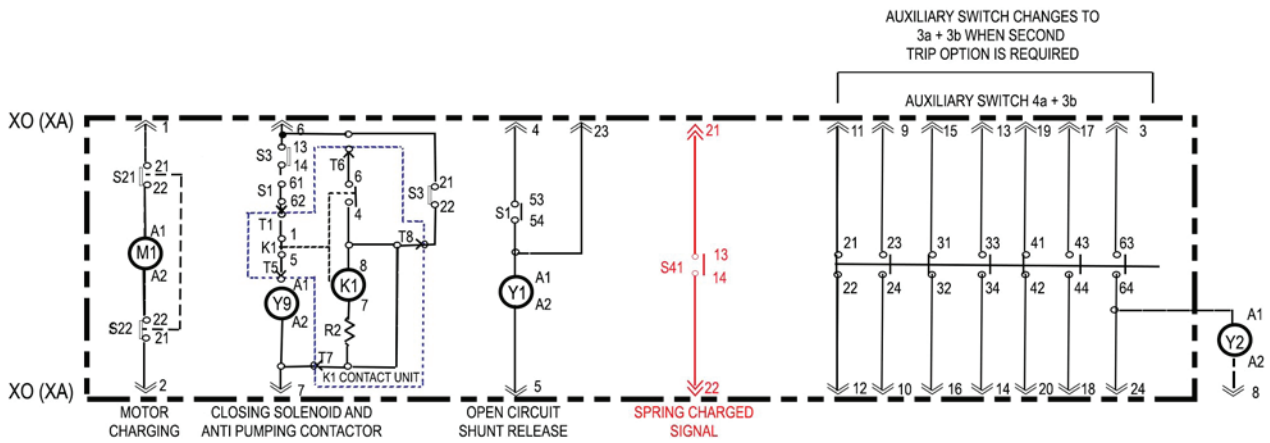 AUXILIARY SWITCH CHANGES TO
3a + 3b WHEN SECOND
TRIP OPTION IS REQUIRED
AUXILIARY SWITCH 4a + 3b
XO (XA)
1
6
4
23
21
11
9
15
13
19
17
3
S21
21
22
A1
M1
A2
S22
22
21
2
MOTOR
CHARGING
S3
13
14
S1
61
62
T1
K1
1
5
T5
A1
Y9
A2
T6
6
4
8
K1
7
R2
T7
K1 CONTACT UNIT
S3
21
22
T8
7
CLOSING SOLENOID AND
ANTI PUMPING CONTACTOR
S1
53
54
A1
Y1
A2
5
OPEN CIRCUIT
SHUNT RELEASE
S41
13
14
22
SPRING CHARGED
SIGNAL
21
23
31
33
41
43
63
22
24
32
34
42
44
64
A1
Y2
A2
8
XO (XA)
12
10
16
14
20
18
24